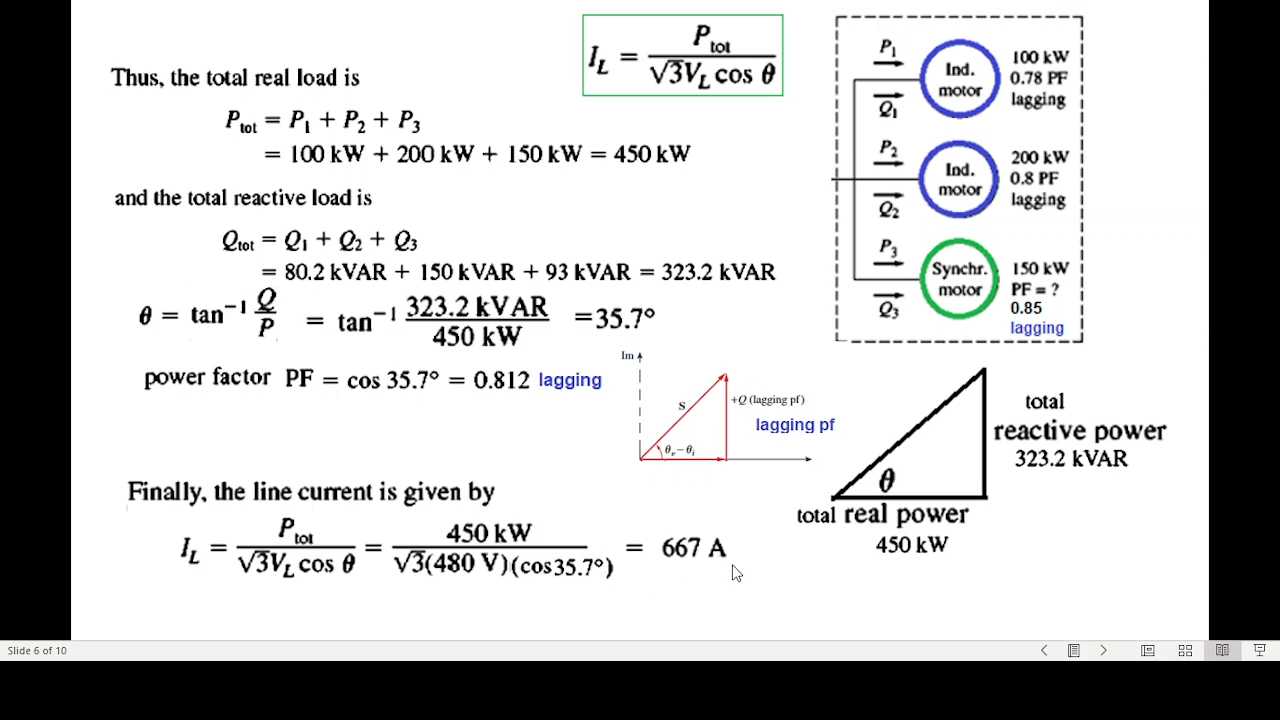 Thus, the total real load is
P_tot = P_1 + P_2 + P_3
= 100 kW + 200 kW + 150 kW = 450 kW
and the total reactive load is
Q_tot = Q_1 + Q_2 + Q_3
= 80.2 kVAR + 150 kVAR + 93 kVAR = 323.2 kVAR
θ = tan⁻¹ Q/P = tan⁻¹ 323.2 kVAR / 450 kW = 35.7°
power factor PF = cos 35.7° = 0.812 lagging
Finally, the line current is given by
I_L = P_tot / √3V_L cos θ = 450 kW / √3(480 V)(cos35.7°) = 667 A
I_L = P_tot / √3V_L cos θ
P_1
Q_1
Ind.
motor
100 kW
0.78 PF
lagging
P_2
Q_2
Ind.
motor
200 kW
0.8 PF
lagging
P_3
Q_3
Synchr.
motor
150 kW
PF = ?
0.85
lagging
Im
S
+Q (lagging pf)
lagging pf
θ_v − θ_i
θ
total
reactive power
323.2 kVAR
total real power
450 kW
Slide 6 of 10